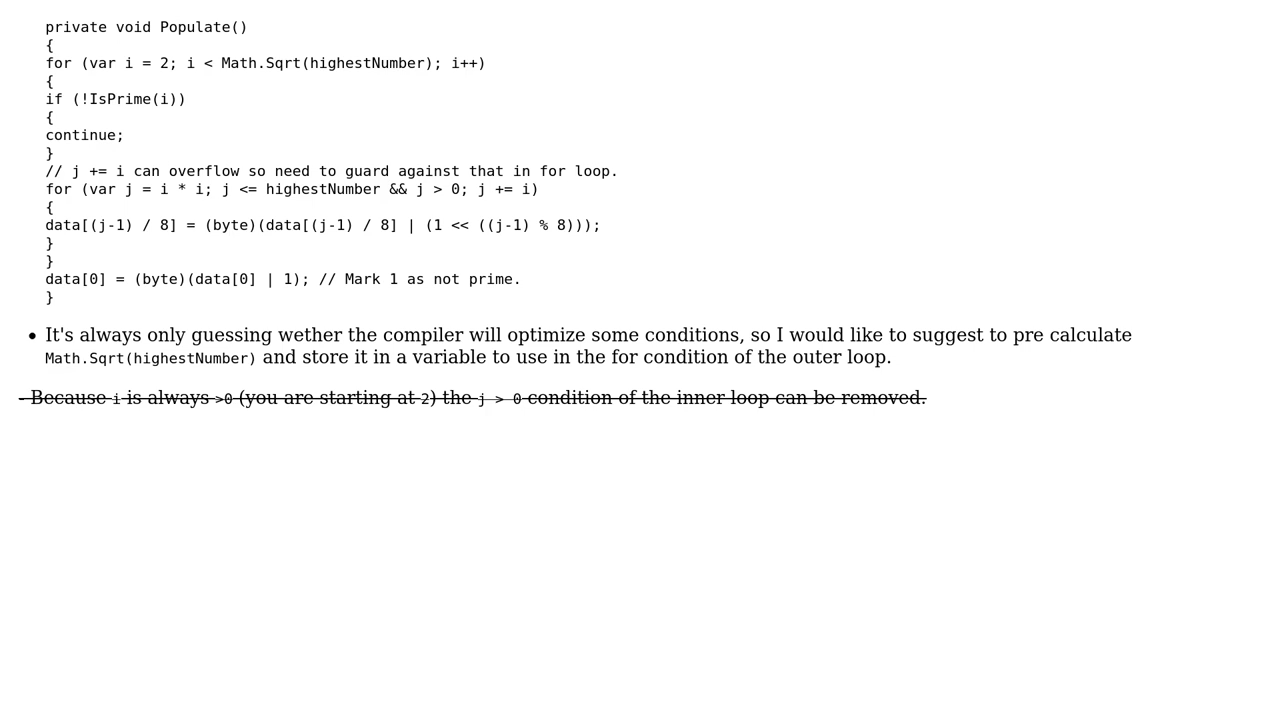 private void Populate()
{
for (var i = 2; i < Math.Sqrt(highestNumber); i++)
{
if (!IsPrime(i))
{
continue;
}
// j += i can overflow so need to guard against that in for loop.
for (var j = i * i; j <= highestNumber && j > 0; j += i)
{
data[(j-1) / 8] = (byte)(data[(j-1) / 8] | (1 << ((j-1) % 8)));
}
}
data[0] = (byte)(data[0] | 1); // Mark 1 as not prime.
}
• It's always only guessing wether the compiler will optimize some conditions, so I would like to suggest to pre calculate
Math.Sqrt(highestNumber) and store it in a variable to use in the for condition of the outer loop.
- Because i is always >0 (you are starting at 2) the j > 0 condition of the inner loop can be removed.